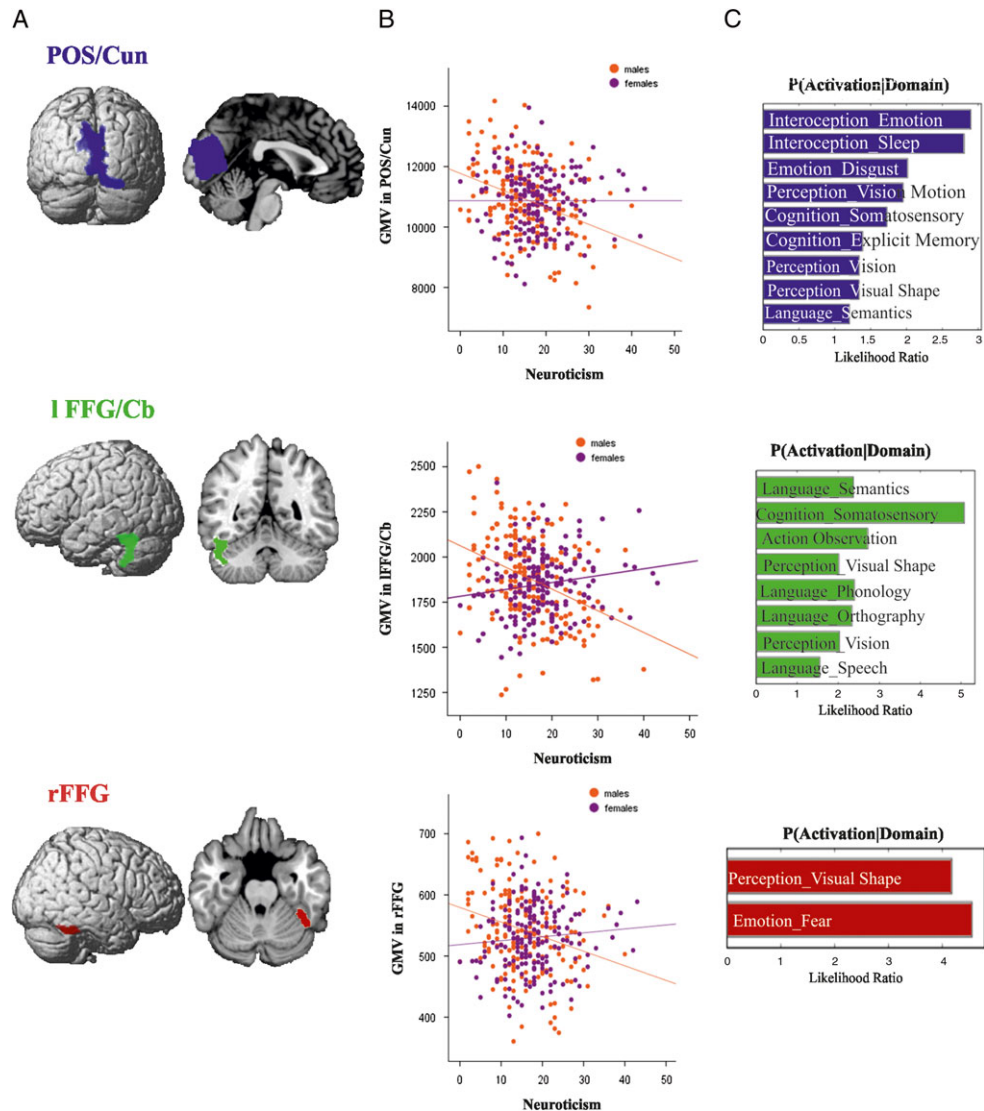 A
B
C
POS/Cun
males
females
14000
12000
10000
8000
GMV in POS/Cun
0
10
20
30
40
50
Neuroticism
P(Activation|Domain)
Interoception_Emotion
Interoception_Sleep
Emotion_Disgust
Perception_Vision Motion
Cognition_Somatosensory
Cognition_Explicit Memory
Perception_Vision
Perception_Visual Shape
Language_Semantics
0
0.5
1
1.5
2
2.5
3
Likelihood Ratio
l FFG/Cb
males
females
2500
2250
2000
1750
1500
1250
GMV in lFFG/Cb
0
10
20
30
40
50
Neuroticism
P(Activation|Domain)
Language_Semantics
Cognition_Somatosensory
Action Observation
Perception_Visual Shape
Language_Phonology
Language_Orthography
Perception_Vision
Language_Speech
0
1
2
3
4
5
Likelihood Ratio
rFFG
males
females
700
600
500
400
GMV in rFFG
0
10
20
30
40
50
Neuroticism
P(Activation|Domain)
Perception_Visual Shape
Emotion_Fear
0
1
2
3
4
Likelihood Ratio